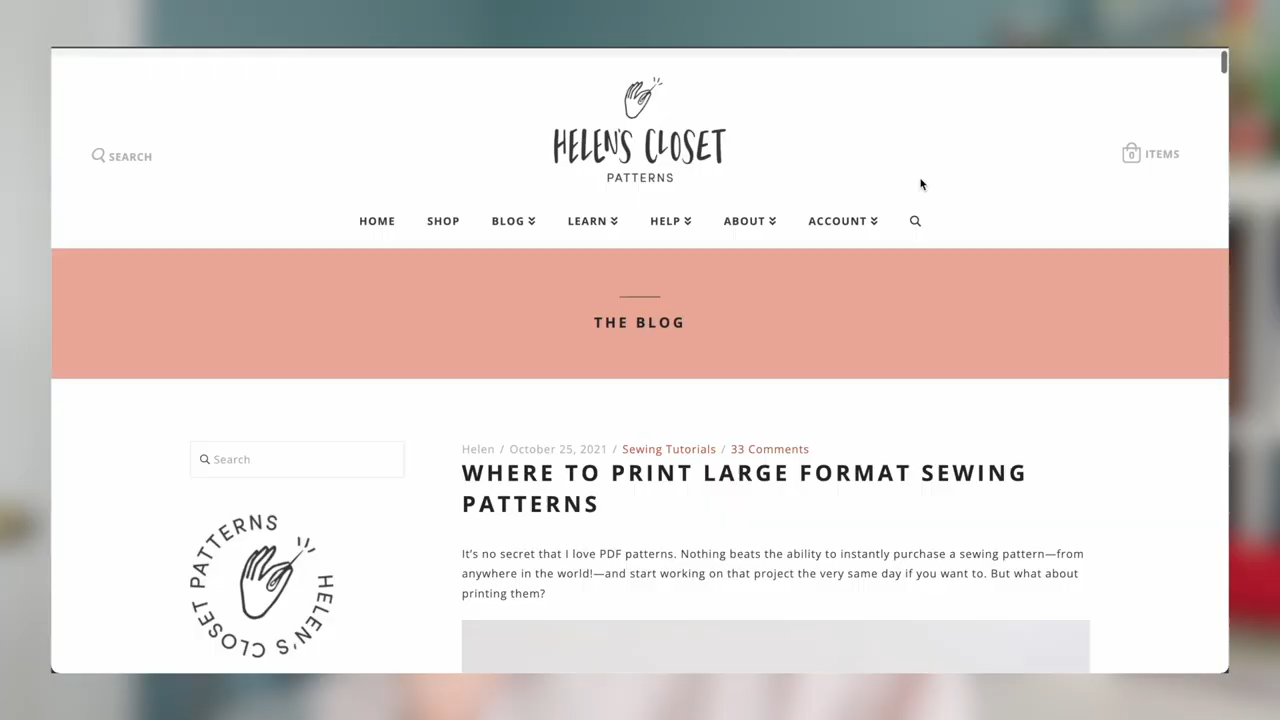 HELEN'S CLOSET
PATTERNS
SEARCH
0 ITEMS
HOME SHOP BLOG LEARN HELP ABOUT ACCOUNT
THE BLOG
Search
PATTERNS HELEN'S CLOSET
Helen / October 25, 2021 / Sewing Tutorials / 33 Comments
WHERE TO PRINT LARGE FORMAT SEWING
PATTERNS
It's no secret that I love PDF patterns. Nothing beats the ability to instantly purchase a sewing pattern—from
anywhere in the world!—and start working on that project the very same day if you want to. But what about
printing them?